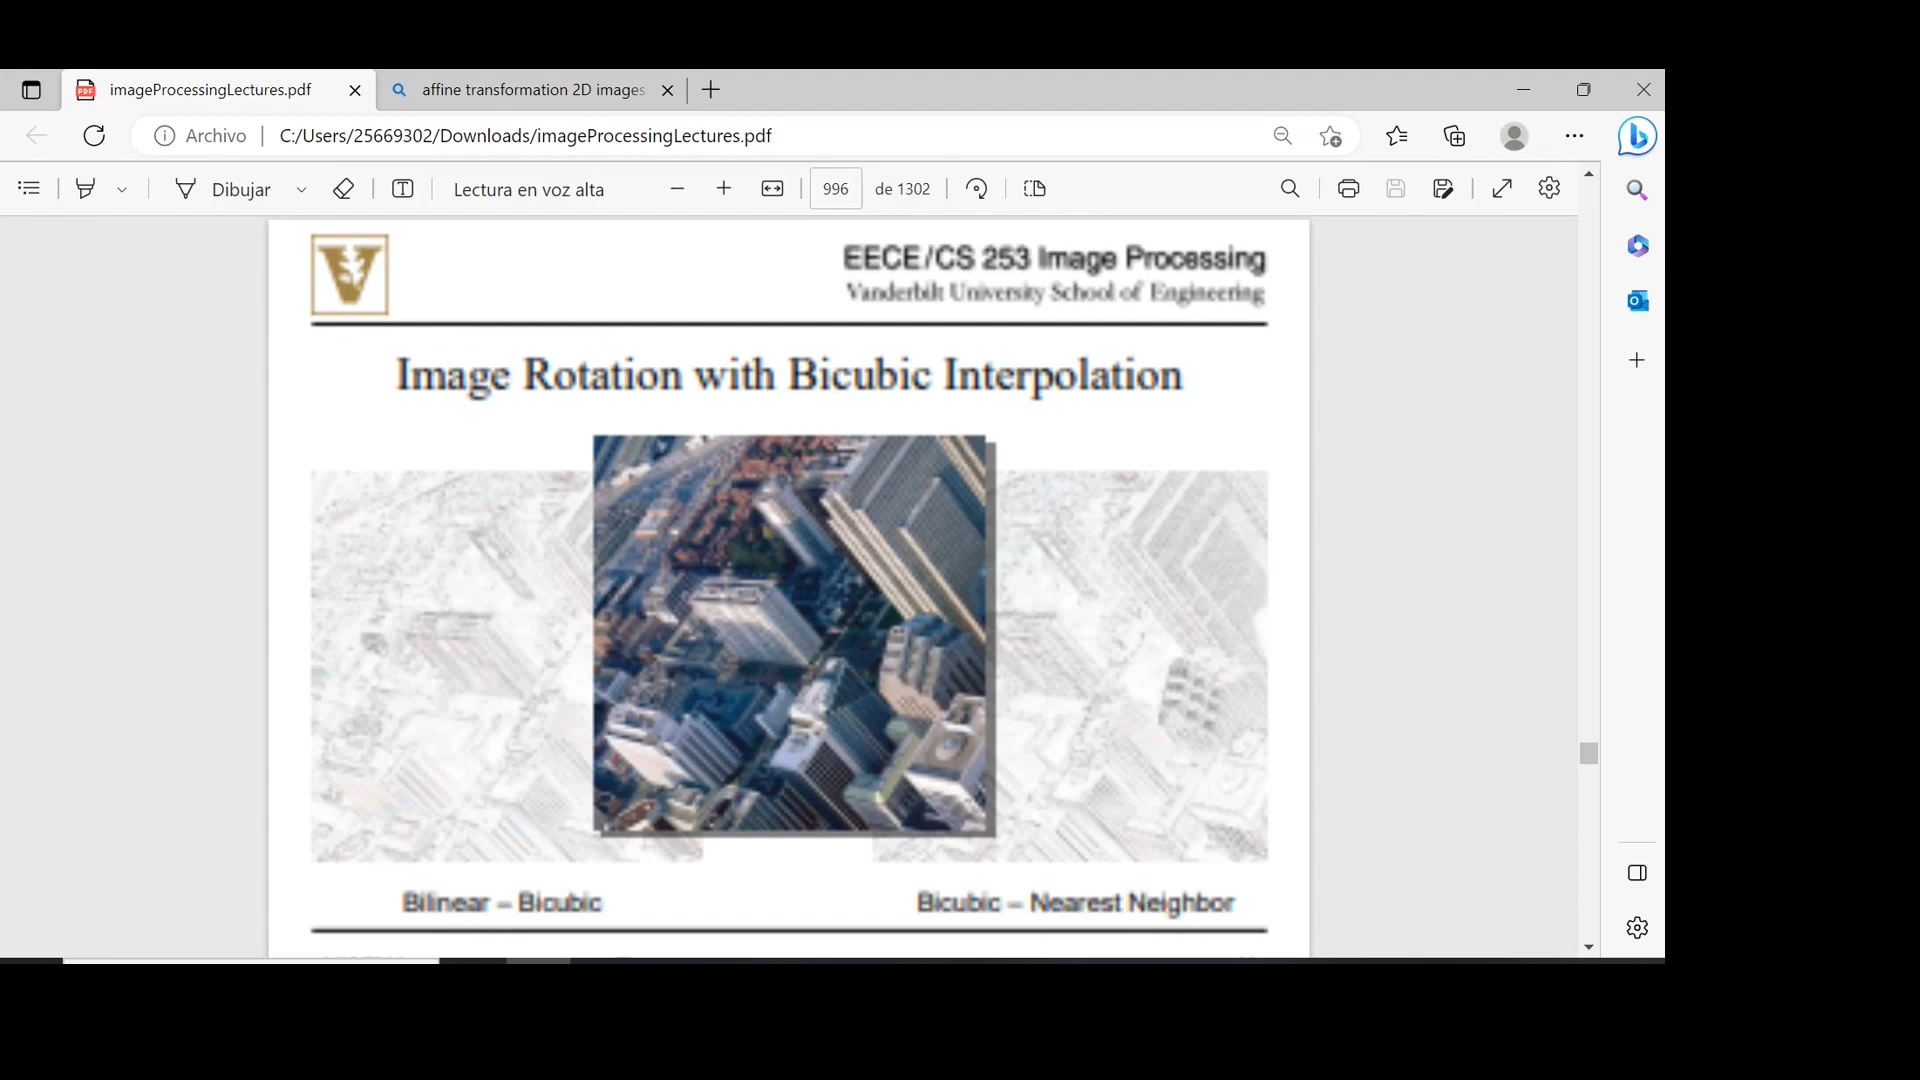 imageProcessingLectures.pdf
affine transformation 2D images
Archivo
C:/Users/25669302/Downloads/imageProcessingLectures.pdf
Dibujar
Lectura en voz alta
996
de 1302
V
EECE/CS 253 Image Processing
Vanderbilt University School of Engineering
Image Rotation with Bicubic Interpolation
Bilinear – Bicubic
Bicubic – Nearest Neighbor